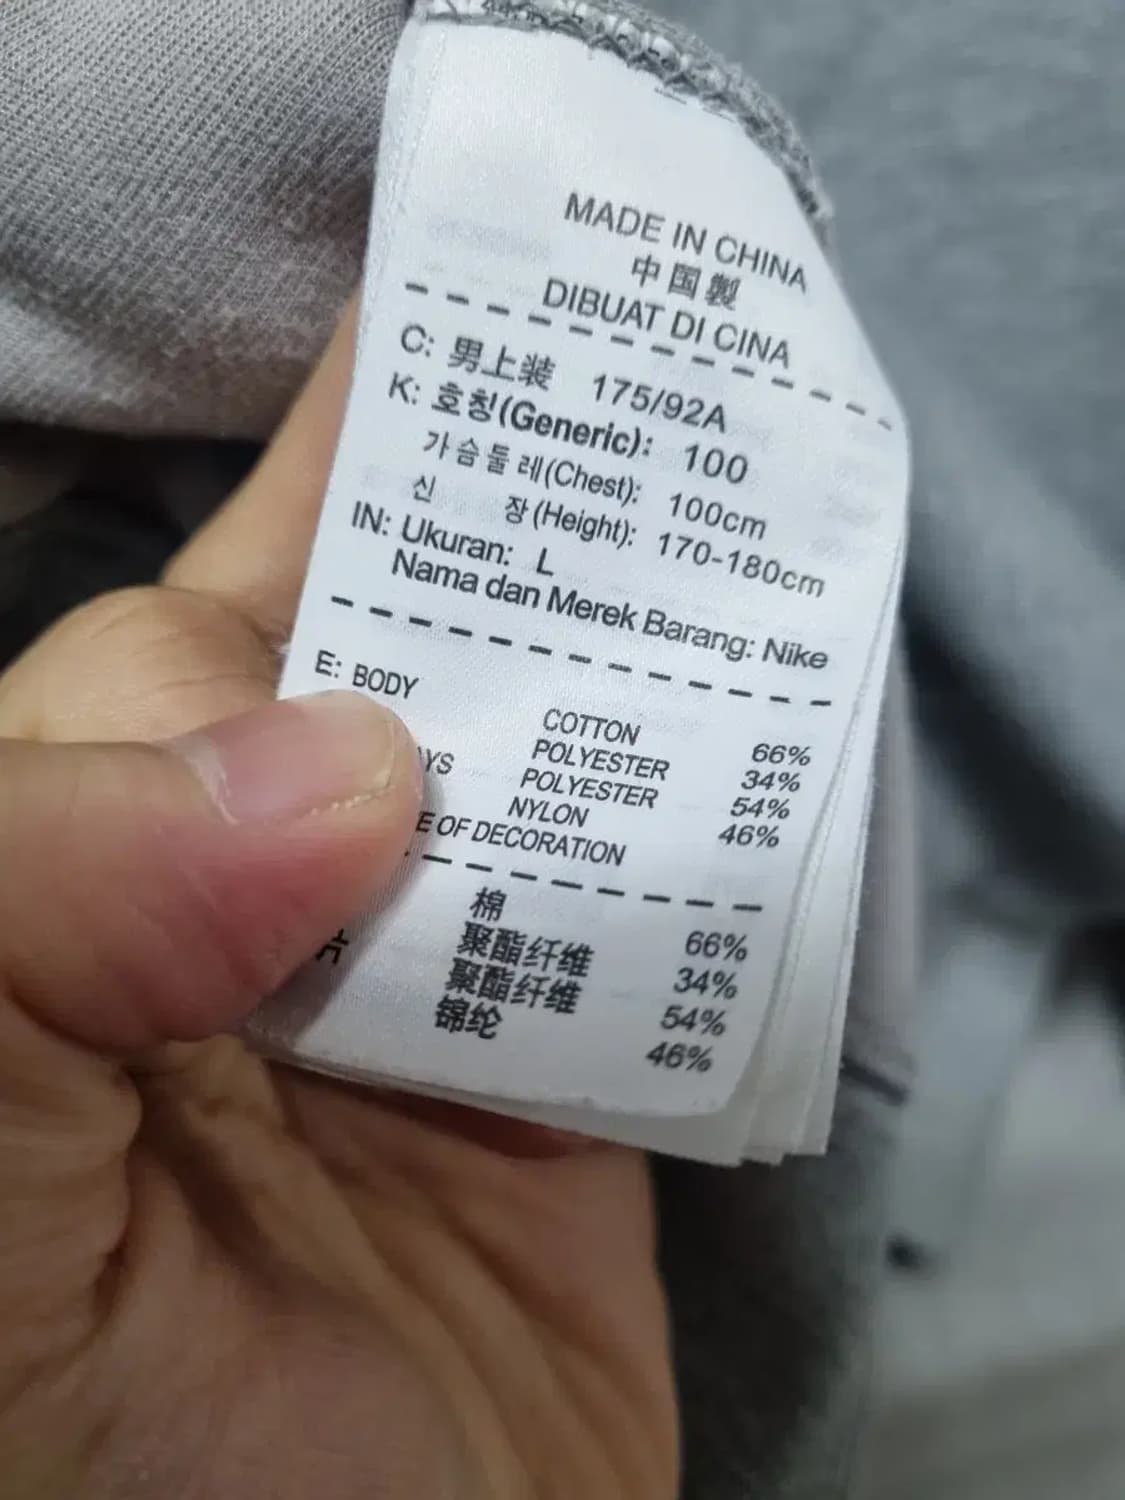 MADE IN CHINA
中国製
DIBUAT DI CINA
C: 男上装 175/92A
K: 호칭(Generic): 100
가슴둘레(Chest): 100cm
신 장(Height): 170-180cm
IN: Ukuran: L
Nama dan Merek Barang: Nike
E: BODY
COTTON 66%
POLYESTER 34%
POLYESTER 54%
NYLON 46%
OF DECORATION
棉 66%
聚酯纤维 34%
片 聚酯纤维 54%
锦纶 46%